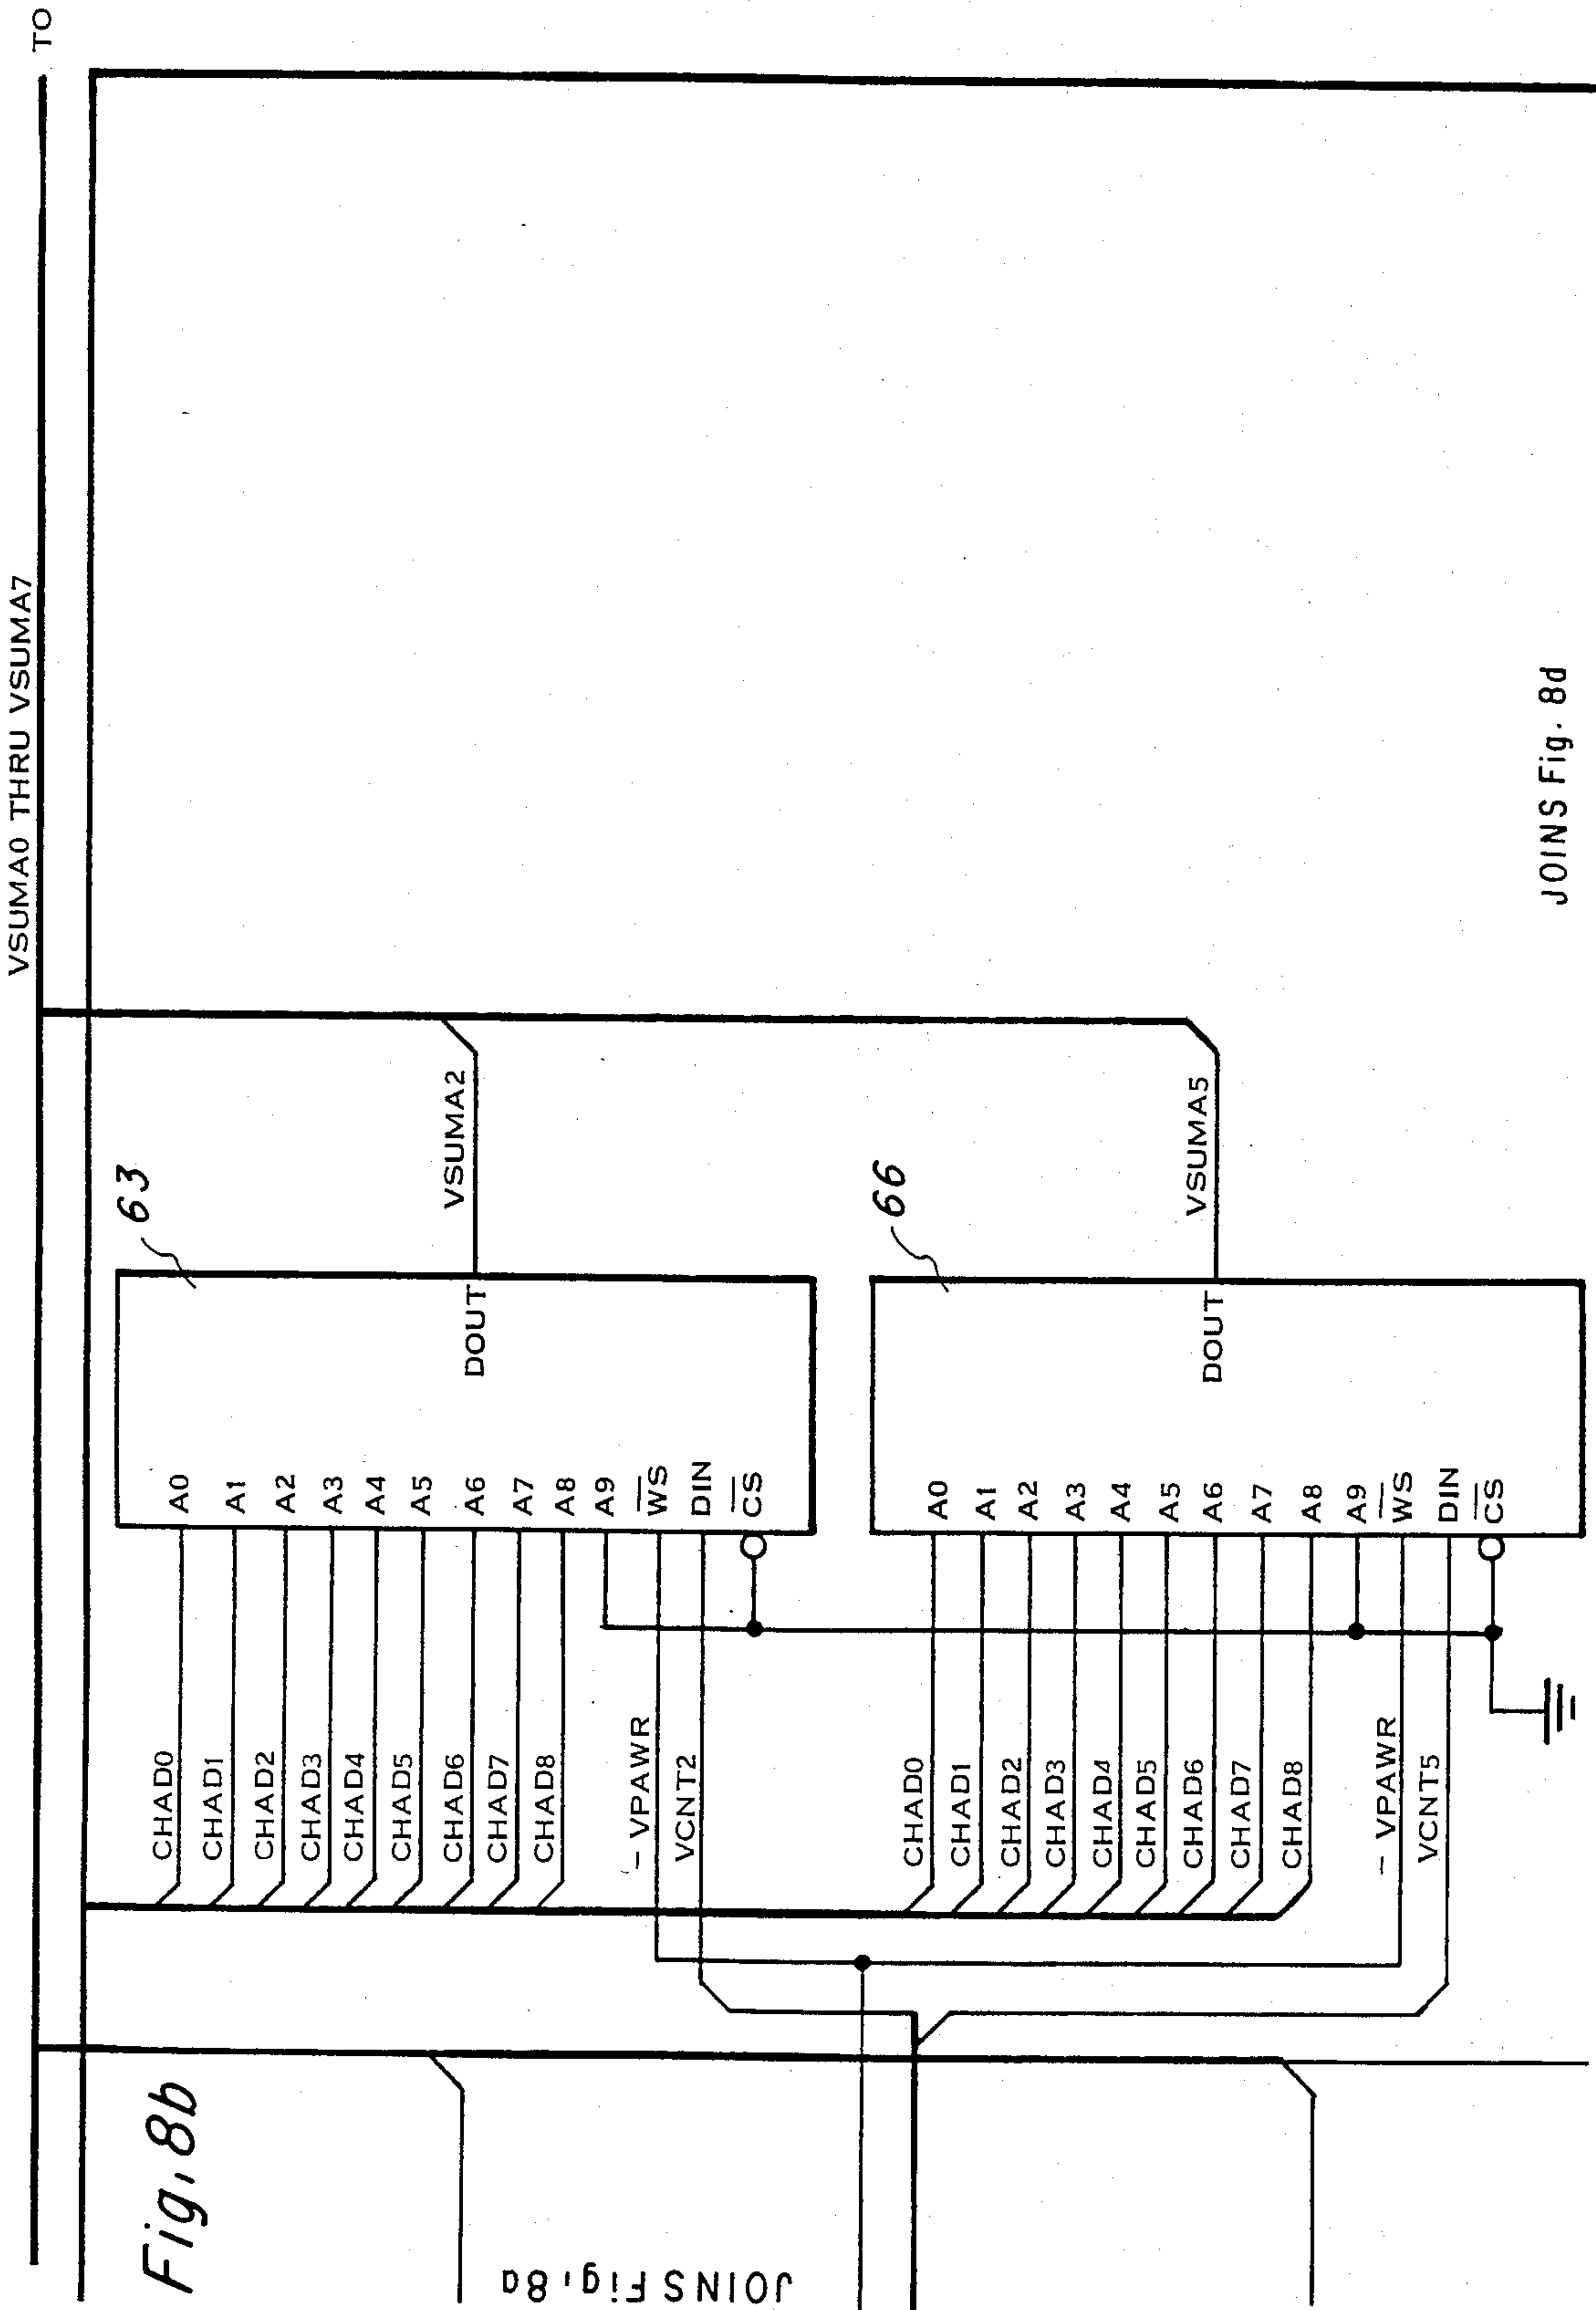 VSUMA0 THRU VSUMA7
TO
Fig. 8b
JOINS Fig. 8a
63
CHAD0 A0
CHAD1 A1
CHAD2 A2
CHAD3 A3
CHAD4 A4
CHAD5 A5
CHAD6 A6
CHAD7 A7
CHAD8 A8
A9
– VPAWR WS
VCNT2 DIN
CS
DOUT
VSUMA2
66
CHAD0 A0
CHAD1 A1
CHAD2 A2
CHAD3 A3
CHAD4 A4
CHAD5 A5
CHAD6 A6
CHAD7 A7
CHAD8 A8
A9
– VPAWR WS
VCNT5 DIN
CS
DOUT
VSUMA5
JOINS Fig. 8d